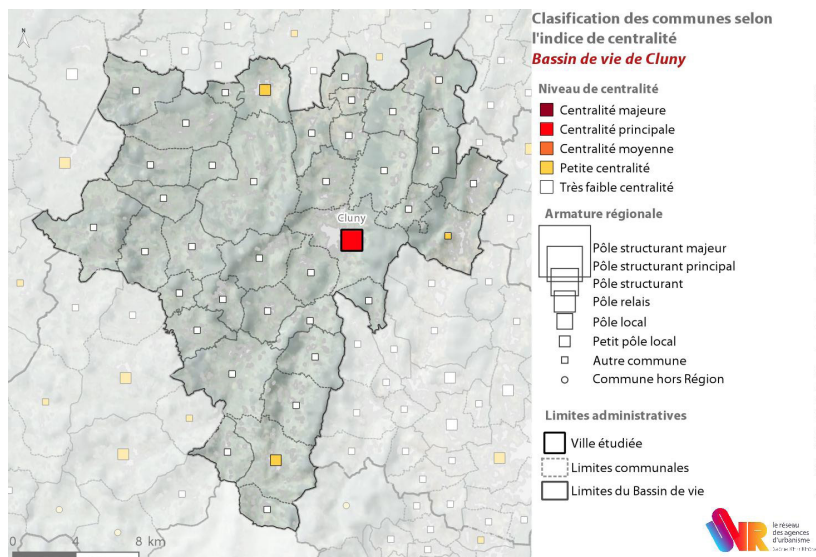 Clasification des communes selon
l'indice de centralité
Bassin de vie de Cluny
Niveau de centralité
Centralité majeure
Centralité principale
Centralité moyenne
Petite centralité
Très faible centralité
Armature régionale
Pôle structurant majeur
Pôle structurant principal
Pôle structurant
Pôle relais
Pôle local
Petit pôle local
Autre commune
Commune hors Région
Limites administratives
Ville étudiée
Limites communales
Limites du Bassin de vie
N
Cluny
0 4 8 km
le réseau
des agences
d'urbanisme